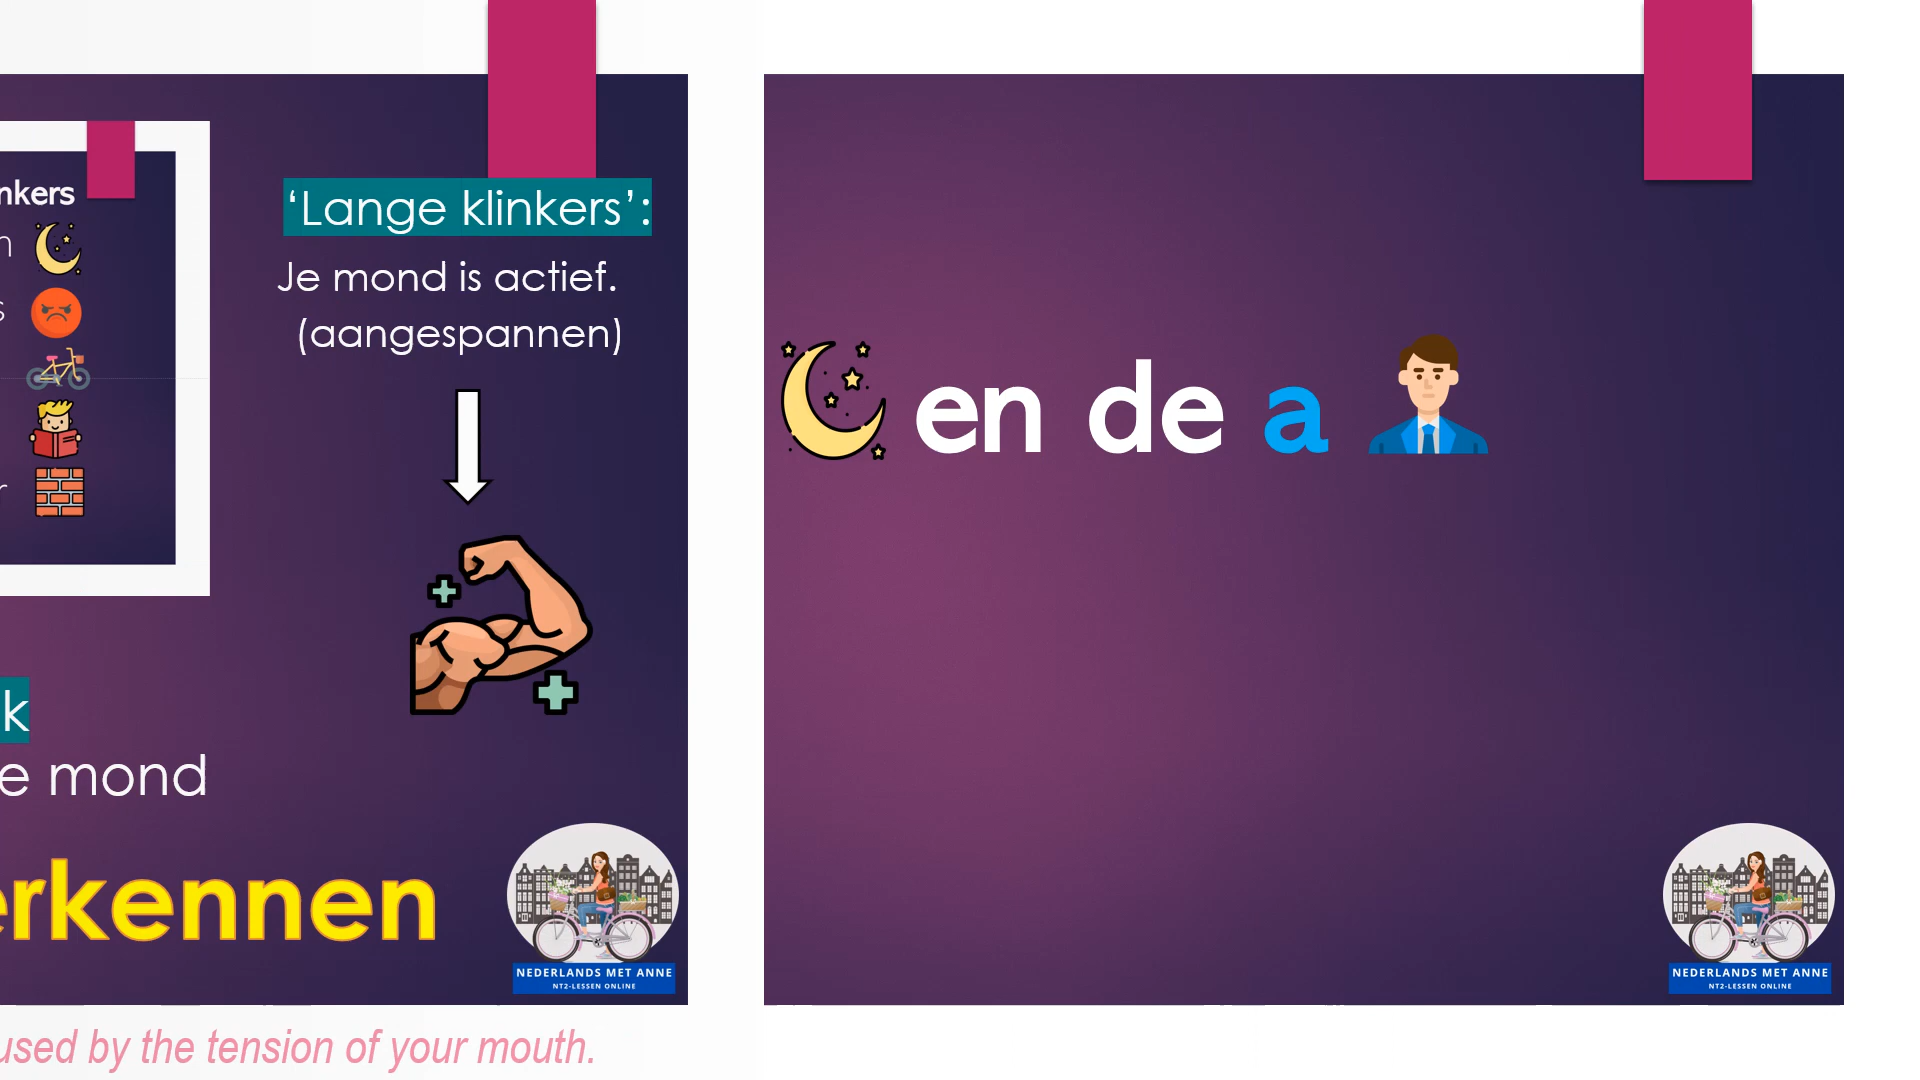 nkers
n
s
r
‘Lange klinkers’:
Je mond is actief.
(aangespannen)
k
e mond
erkennen
NEDERLANDS MET ANNE
NT2-LESSEN ONLINE
used by the tension of your mouth.
en de a
NEDERLANDS MET ANNE
NT2-LESSEN ONLINE